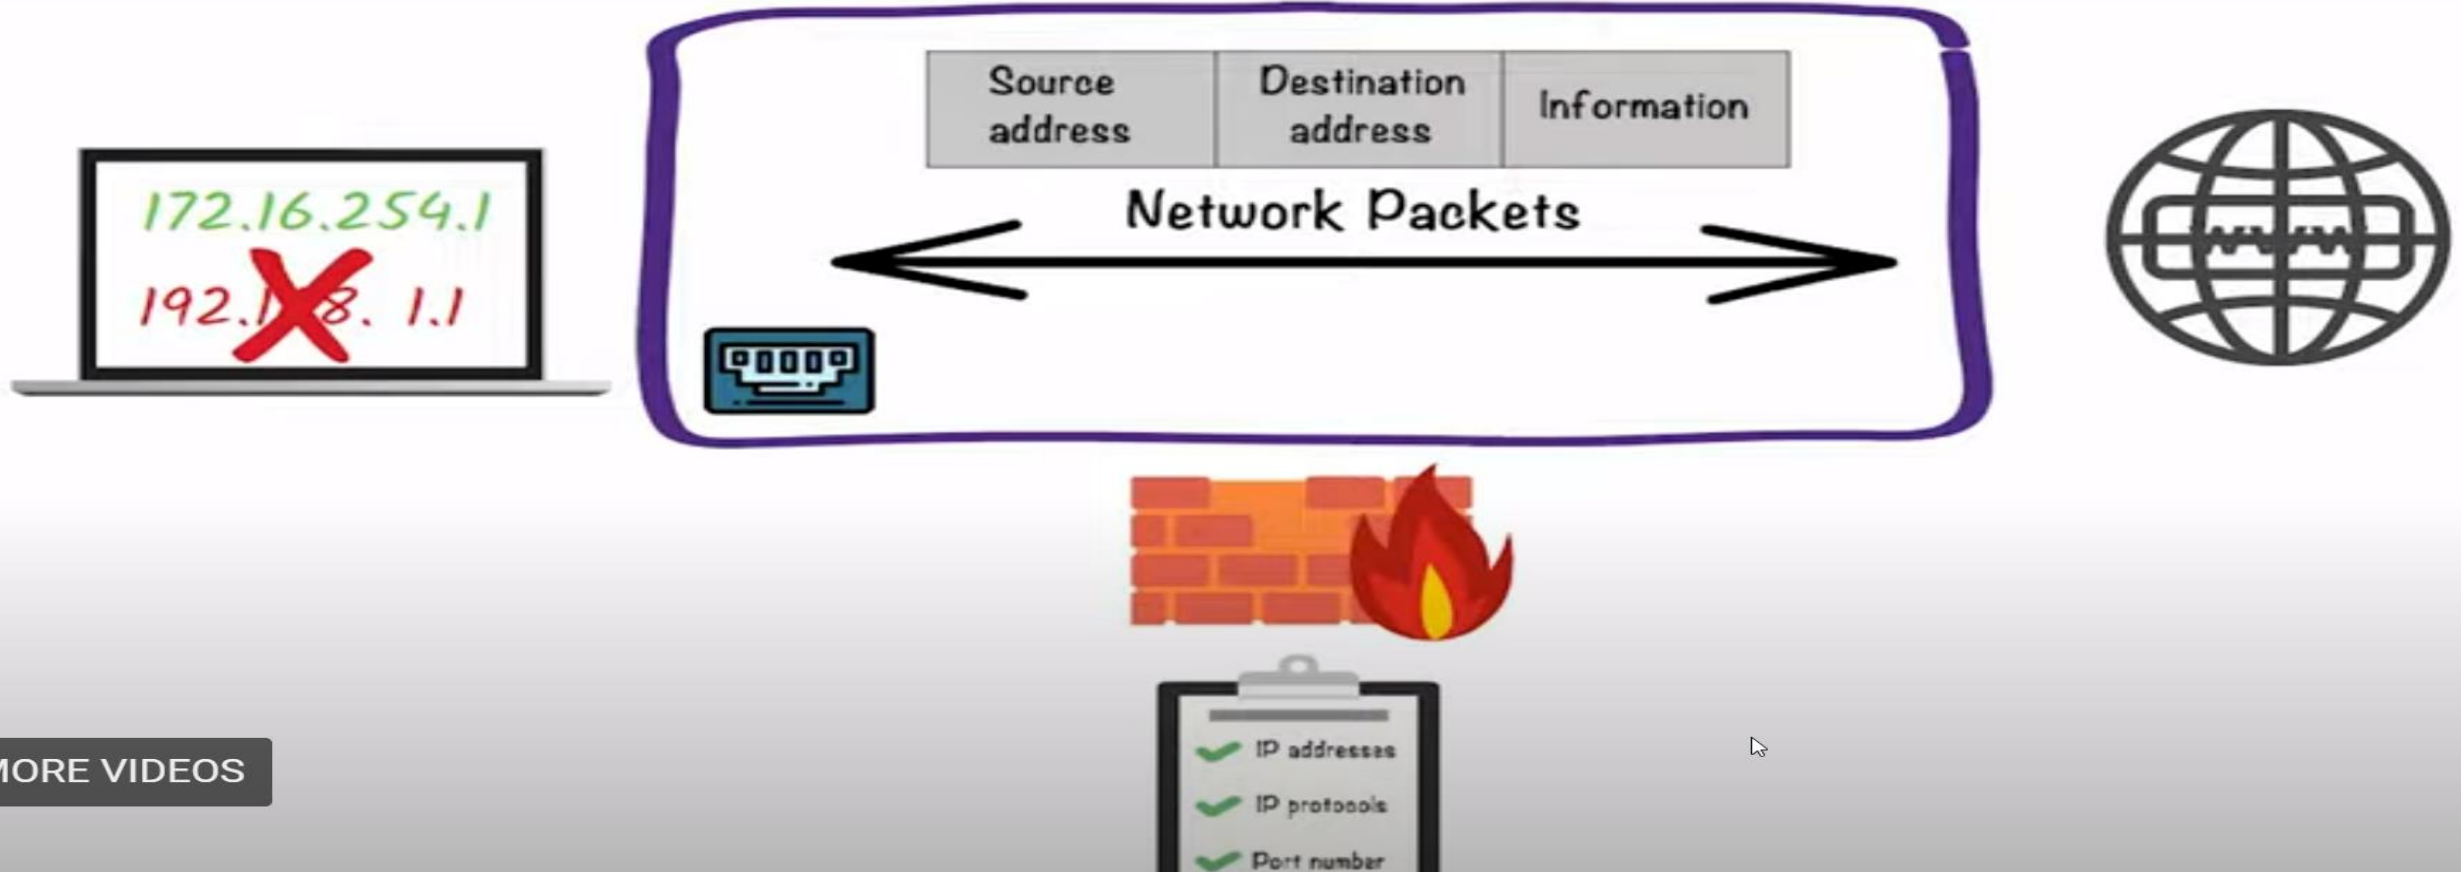 Source
address
Destination
address
Information
Network Packets
172.16.254.1
192. 8. 1.1
www
IP addresses
IP protocols
Port number
MORE VIDEOS